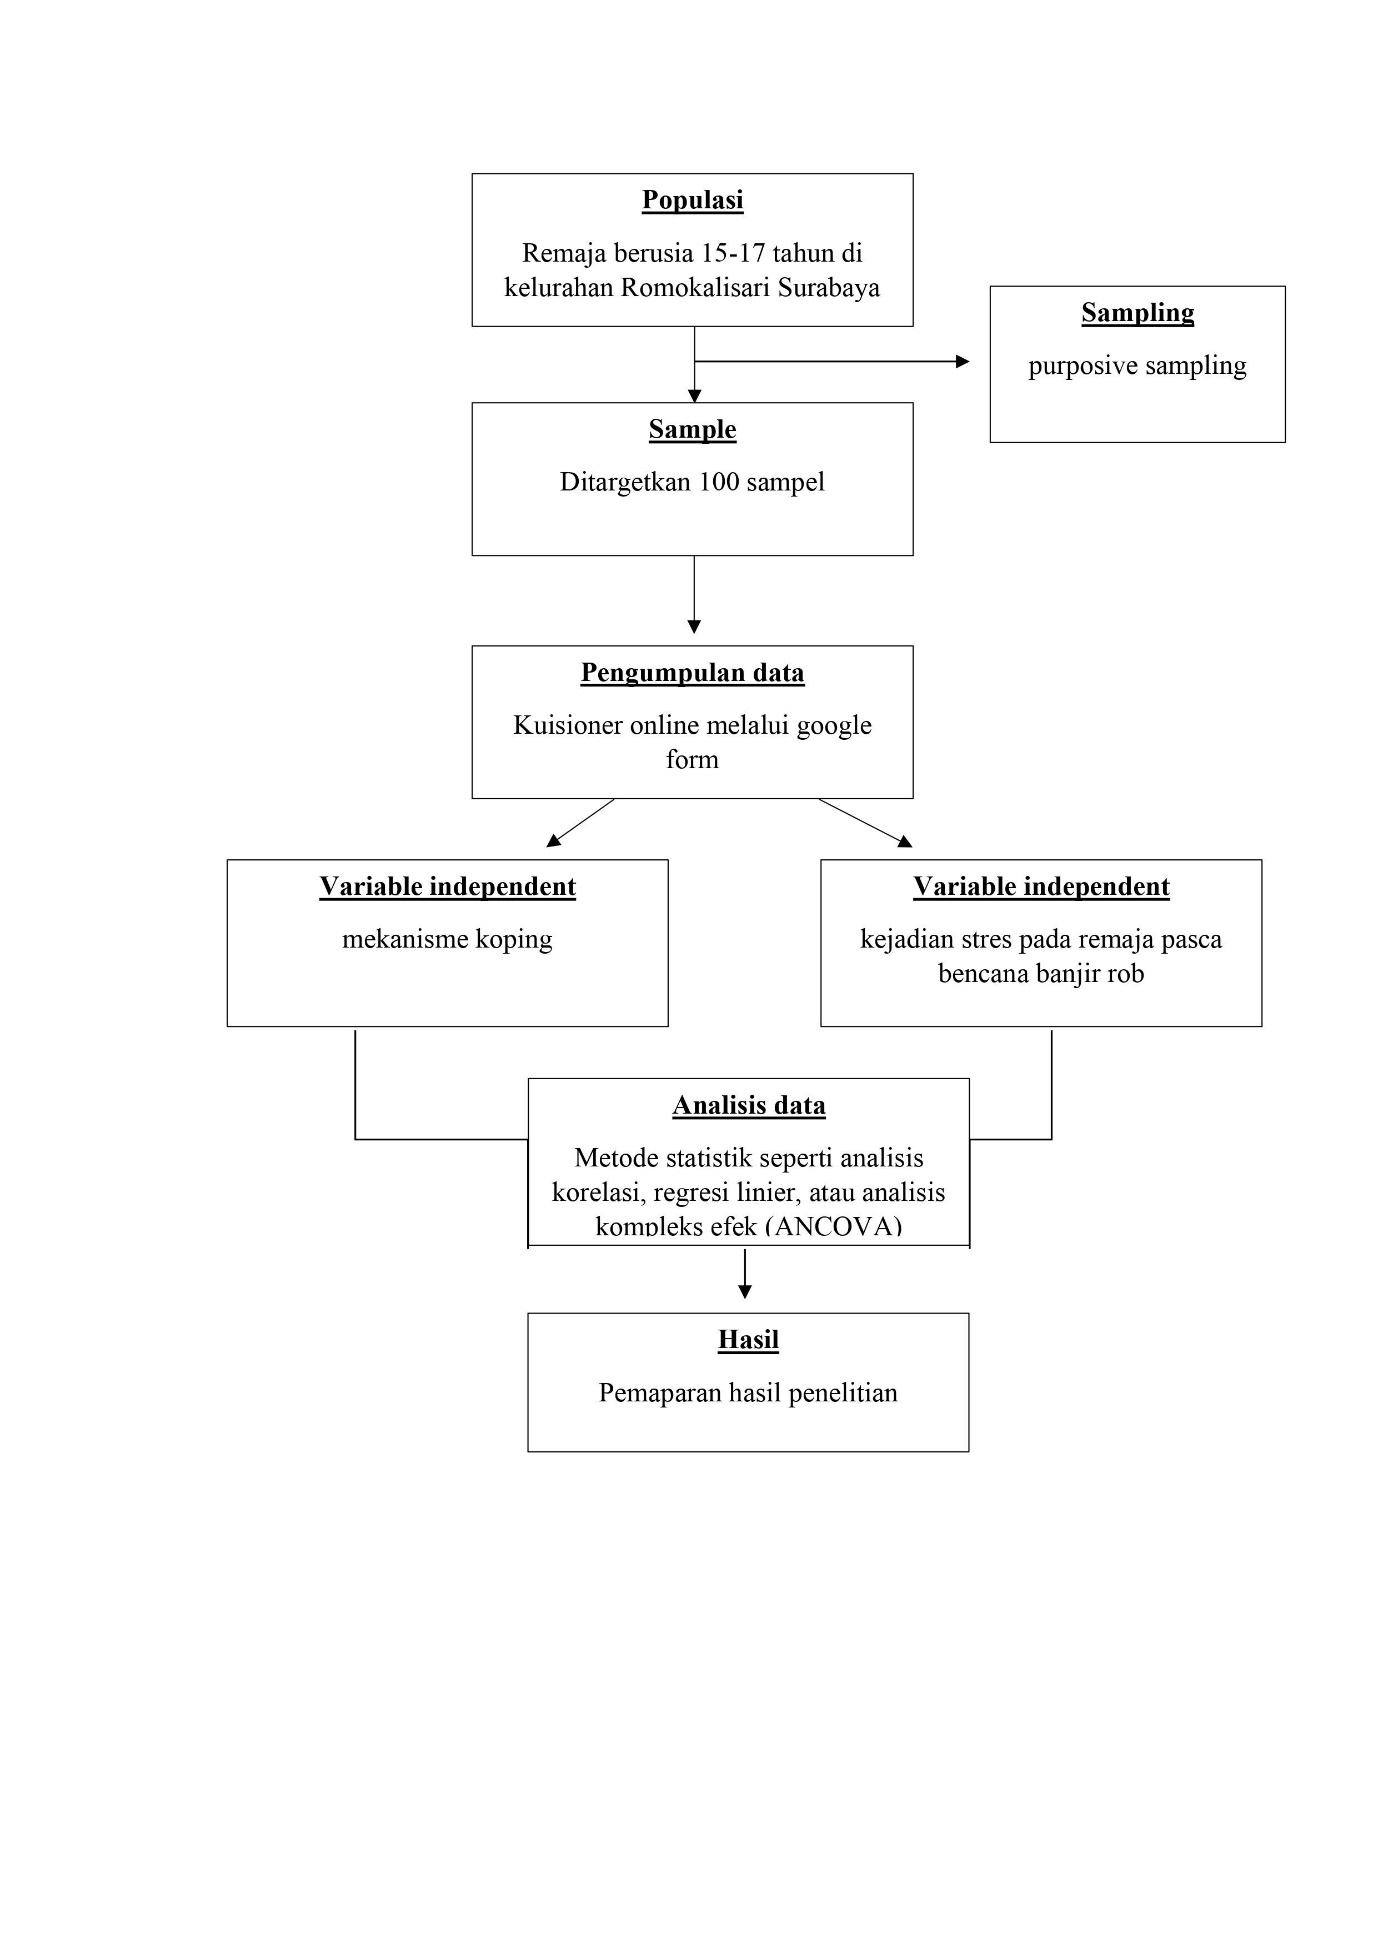 Populasi
Remaja berusia 15-17 tahun di
kelurahan Romokalisari Surabaya
Sampling
purposive sampling
Sample
Ditargetkan 100 sampel
Pengumpulan data
Kuisioner online melalui google
form
Variable independent
mekanisme koping
Variable independent
kejadian stres pada remaja pasca
bencana banjir rob
Analisis data
Metode statistik seperti analisis
korelasi, regresi linier, atau analisis
kompleks efek (ANCOVA)
Hasil
Pemaparan hasil penelitian